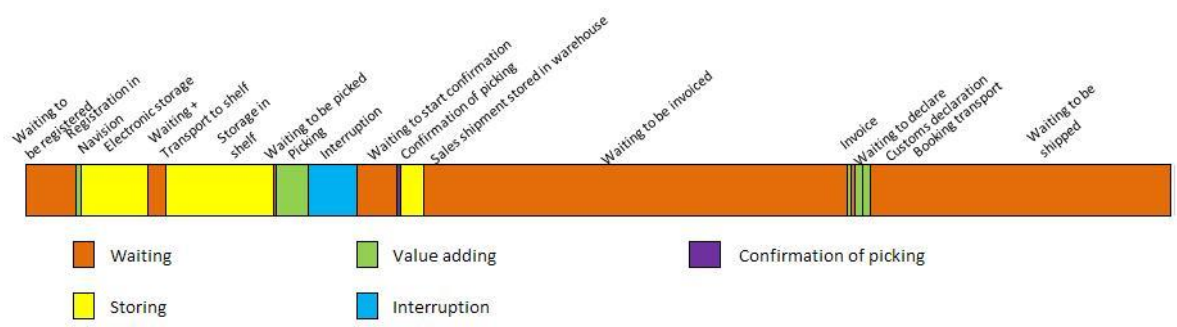 Waiting to
be registered
Registration in
Navision
Electronic storage
Waiting +
Transport to shelf
Storage in
shelf
Waiting to be picked
Picking
Interruption
Waiting to start confirmation
Confirmation of picking
Sales shipment stored in warehouse
Waiting to be invoiced
Invoice
Waiting to declare
Customs declaration
Booking transport
Waiting to be
shipped
Waiting
Value adding
Confirmation of picking
Storing
Interruption